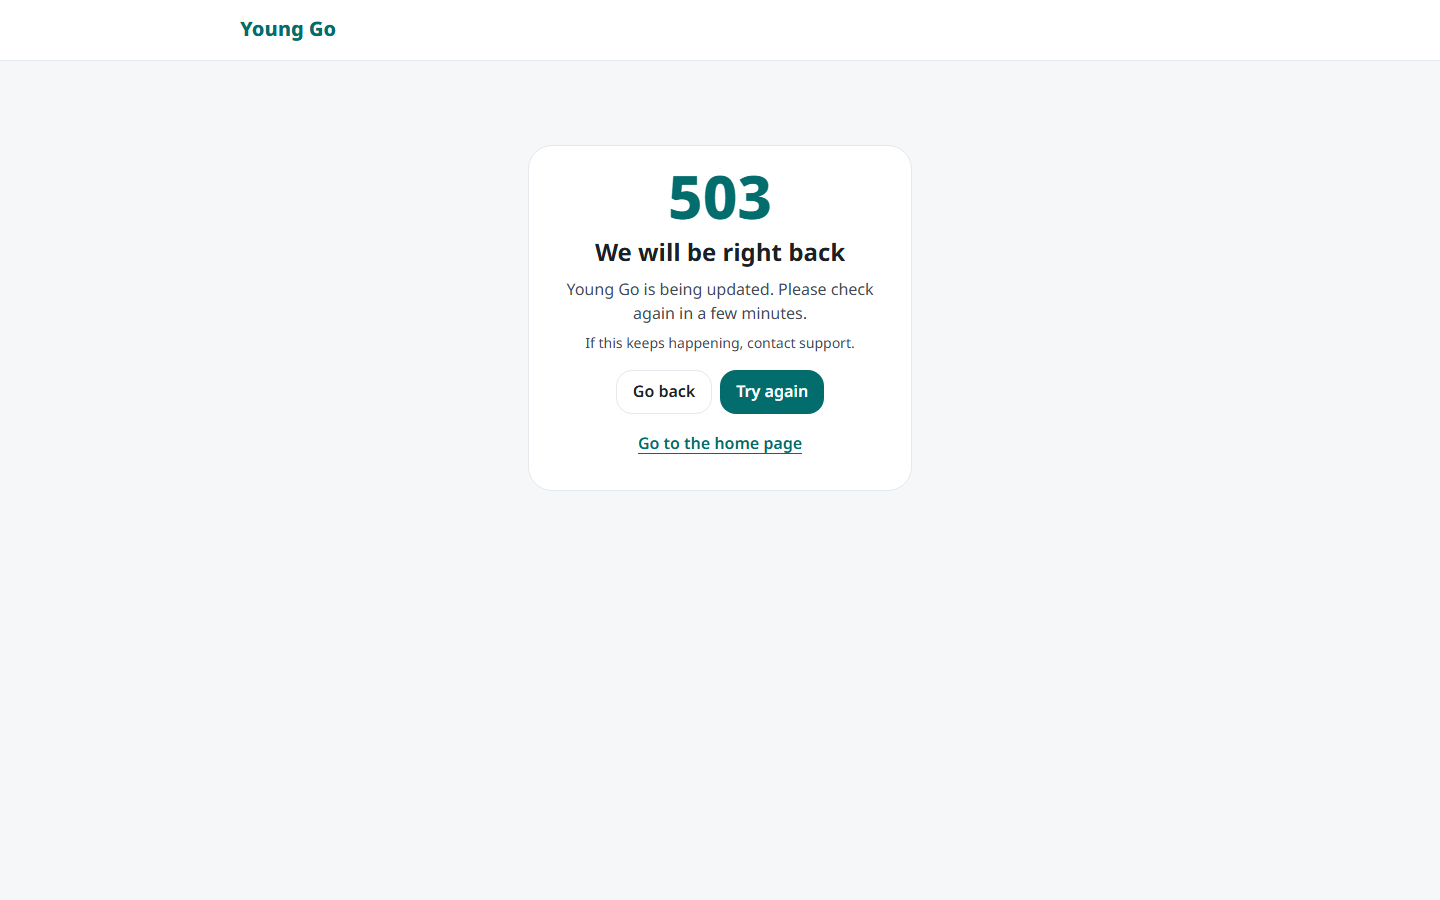 Young Go
503
We will be right back
Young Go is being updated. Please check
again in a few minutes.
If this keeps happening, contact support.
Go back
Try again
Go to the home page